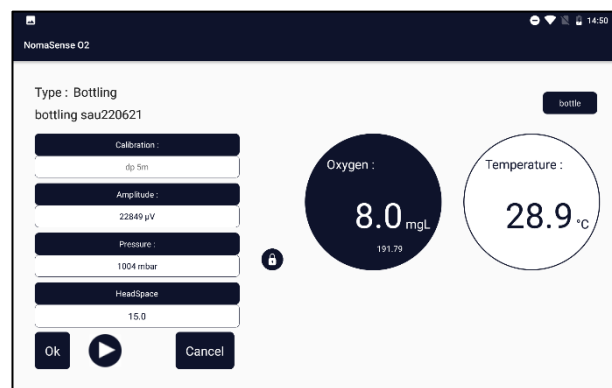 14:50
NomaSense O2
Type : Bottling
bottling sau220621
bottle
Calibration :
dp 5m
Amplitude :
22849 µV
Pressure :
1004 mbar
HeadSpace
15.0
Ok
Cancel
Oxygen :
8.0 mgL
191.79
Temperature :
28.9 °C